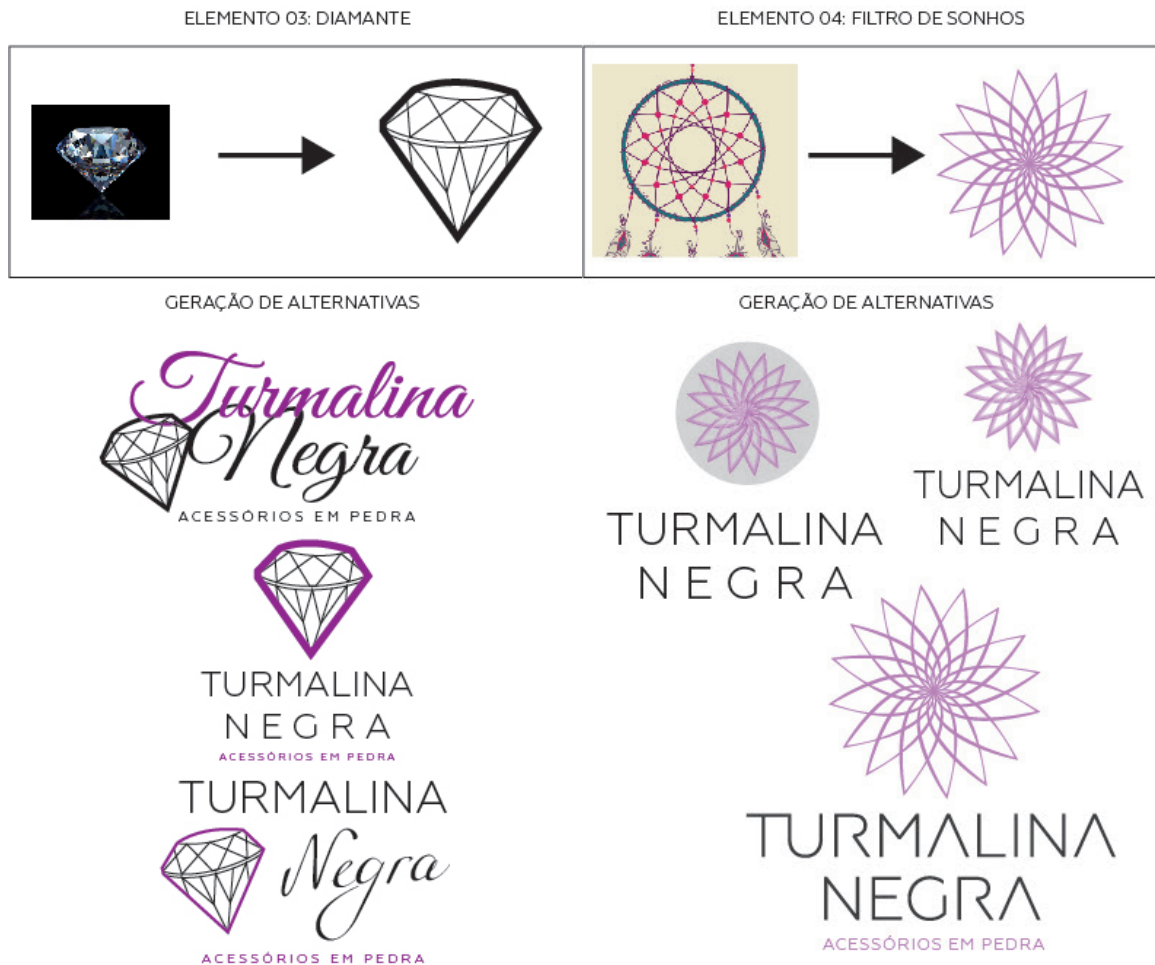 ELEMENTO 03: DIAMANTE
ELEMENTO 04: FILTRO DE SONHOS
GERAÇÃO DE ALTERNATIVAS
Turmalina
Negra
ACESSÓRIOS EM PEDRA
TURMALINA
NEGRA
ACESSÓRIOS EM PEDRA
TURMALINA
Negra
ACESSÓRIOS EM PEDRA
GERAÇÃO DE ALTERNATIVAS
TURMALINA
NEGRA
TURMALINA
NEGRA
TURMALINA
NEGRA
ACESSÓRIOS EM PEDRA